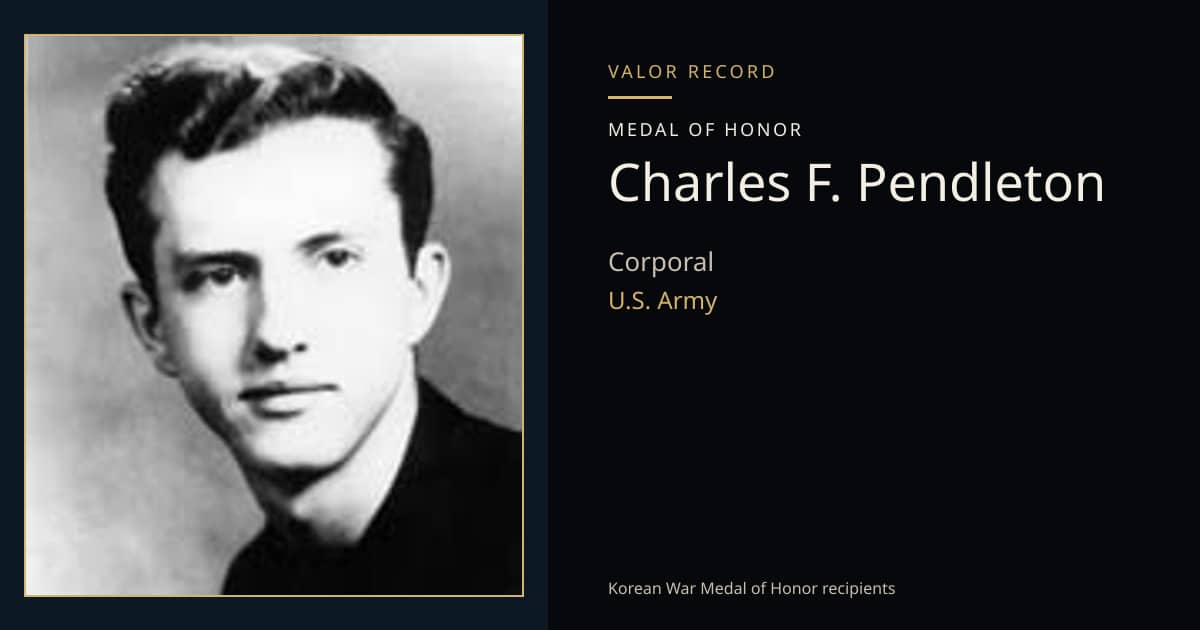 VALOR RECORD
MEDAL OF HONOR
Charles F. Pendleton
Corporal
U.S. Army
Korean War Medal of Honor recipients